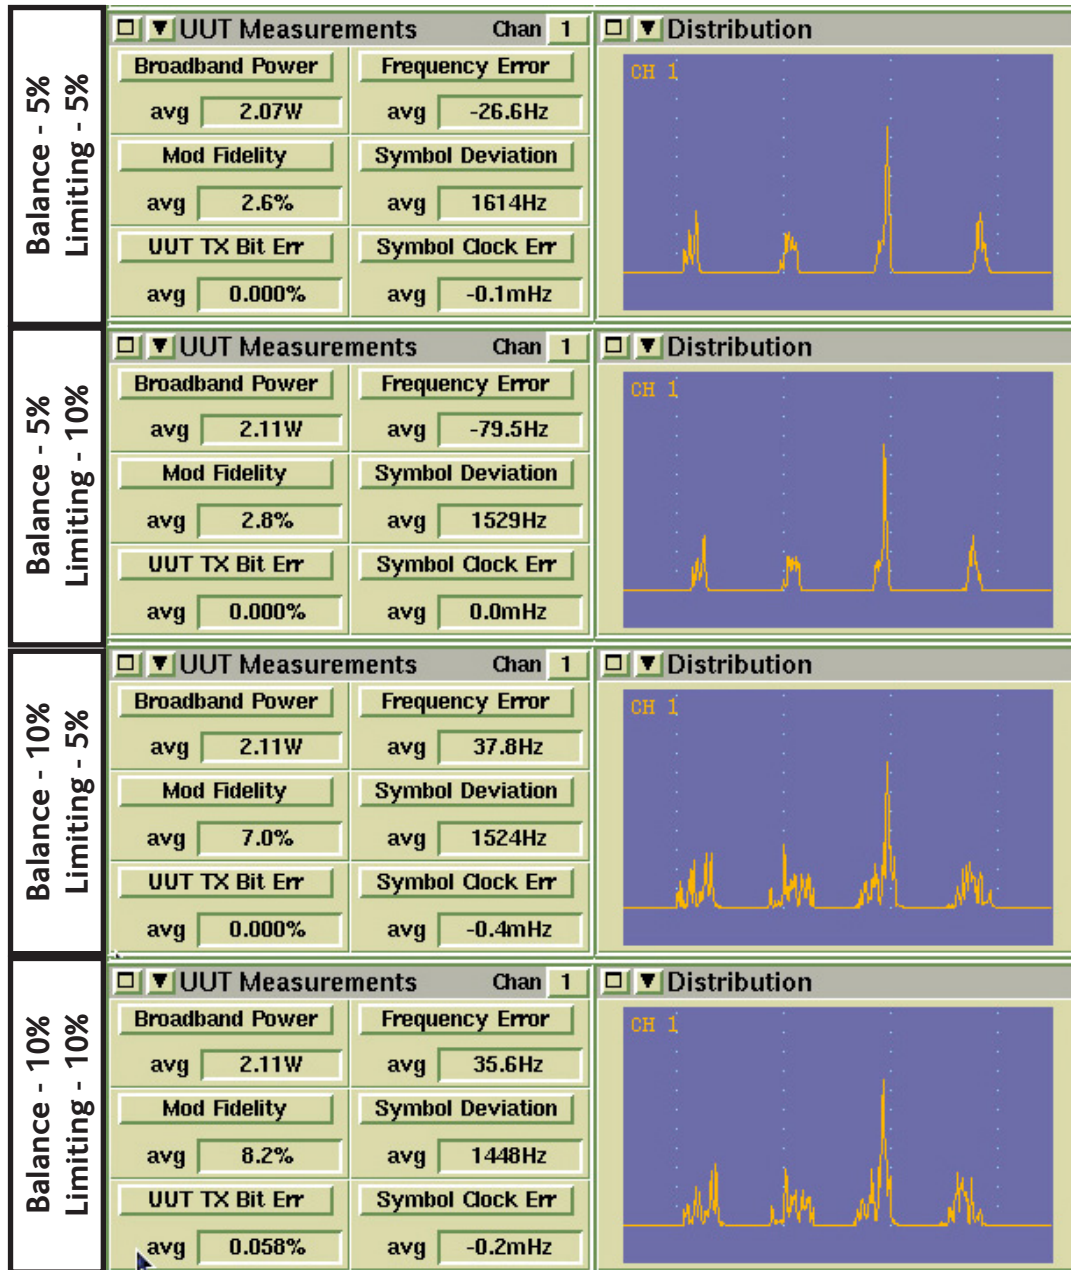 Balance - 5%
Limiting - 5%
UUT Measurements Chan 1
Broadband Power Frequency Error
avg 2.07W avg -26.6Hz
Mod Fidelity Symbol Deviation
avg 2.6% avg 1614Hz
UUT TX Bit Err Symbol Clock Err
avg 0.000% avg -0.1mHz
Distribution
CH 1
Balance - 5%
Limiting - 10%
UUT Measurements Chan 1
Broadband Power Frequency Error
avg 2.11W avg -79.5Hz
Mod Fidelity Symbol Deviation
avg 2.8% avg 1529Hz
UUT TX Bit Err Symbol Clock Err
avg 0.000% avg 0.0mHz
Distribution
CH 1
Balance - 10%
Limiting - 5%
UUT Measurements Chan 1
Broadband Power Frequency Error
avg 2.11W avg 37.8Hz
Mod Fidelity Symbol Deviation
avg 7.0% avg 1524Hz
UUT TX Bit Err Symbol Clock Err
avg 0.000% avg -0.4mHz
Distribution
CH 1
Balance - 10%
Limiting - 10%
UUT Measurements Chan 1
Broadband Power Frequency Error
avg 2.11W avg 35.6Hz
Mod Fidelity Symbol Deviation
avg 8.2% avg 1448Hz
UUT TX Bit Err Symbol Clock Err
avg 0.058% avg -0.2mHz
Distribution
CH 1